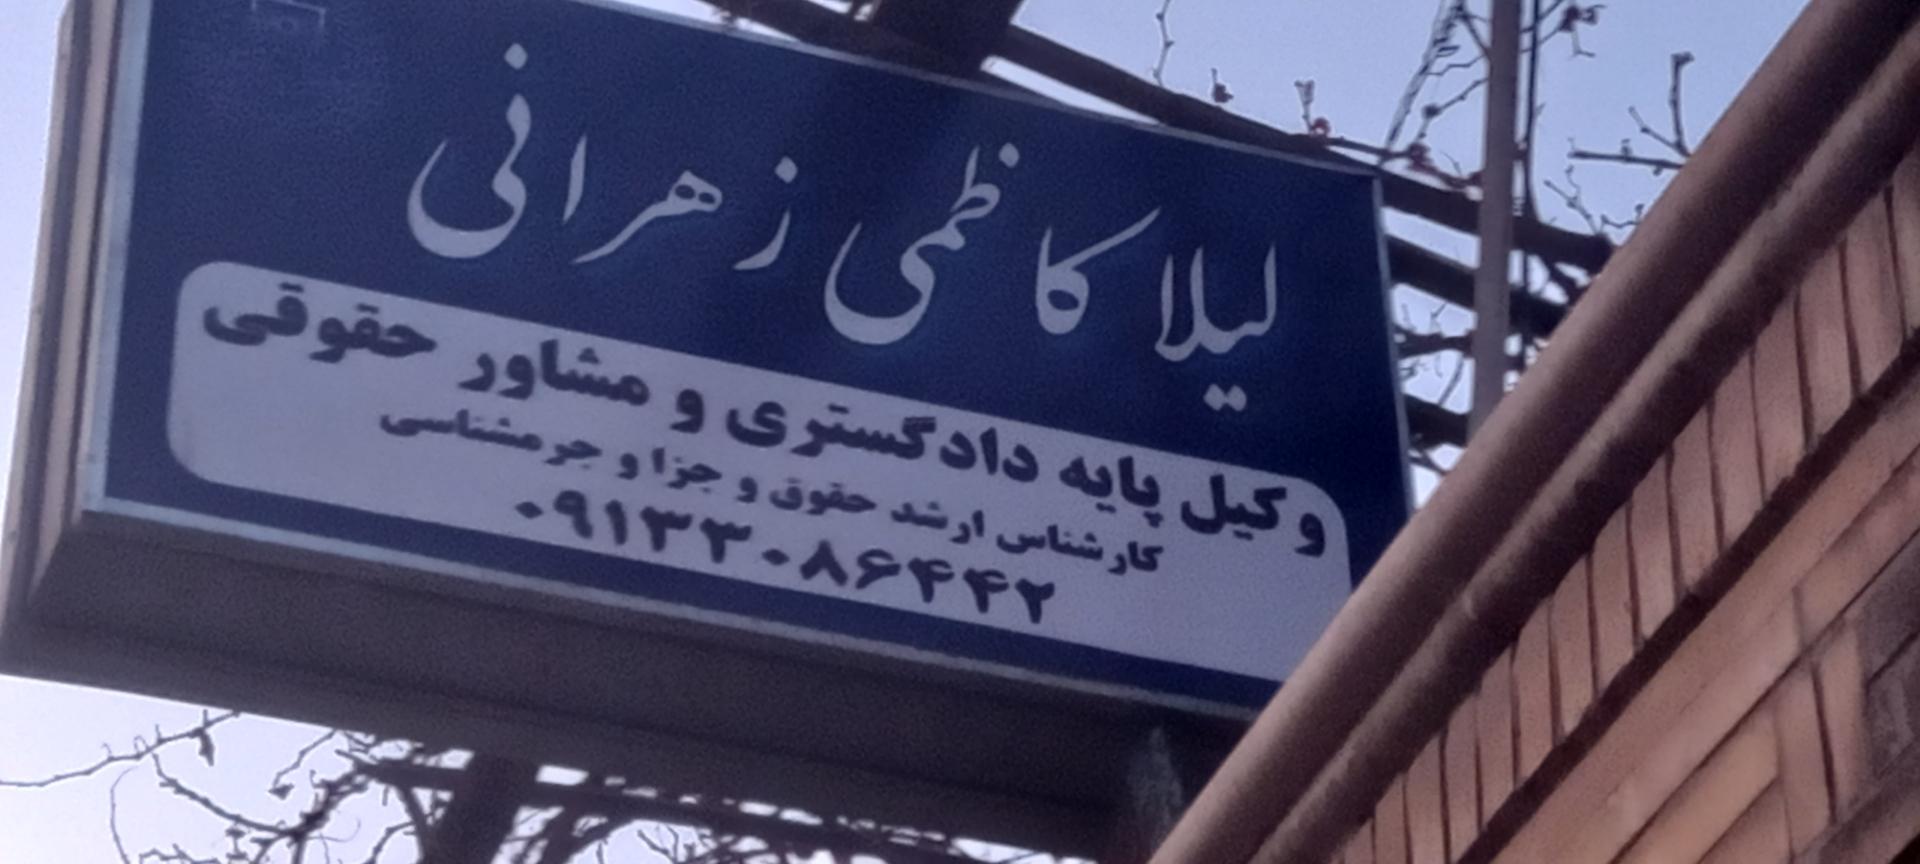 لیلا کاظمی زهرانی
وکیل پایه دادگستری و مشاور حقوقی
کارشناس ارشد حقوق و جزا و جرمشناسی
۰۹۱۳۳۰۸۶۴۴۲